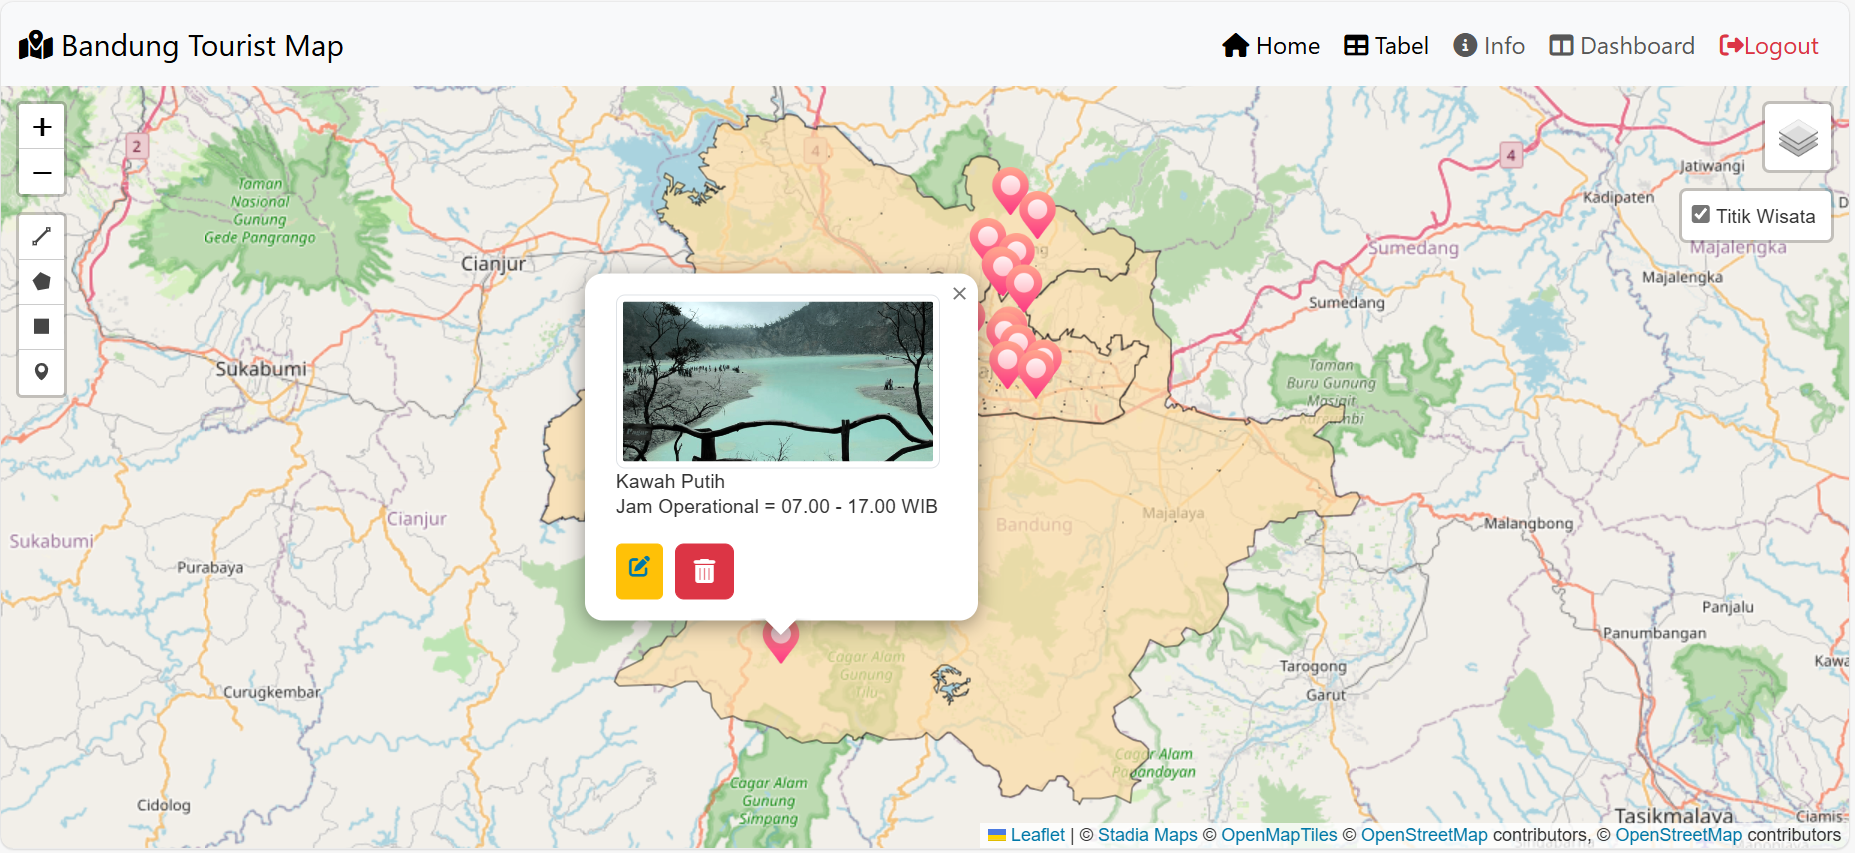 Bandung Tourist Map
Home
Tabel
Info
Dashboard
Logout
+
−
2
4
4
Taman
Nasional
Gunung
Gede Pangrango
Cianjur
Sukabumi
Cianjur
Sukabumi
Purabaya
Curugkembar
Cidolog
×
Kawah Putih
Jam Operational = 07.00 - 17.00 WIB
Titik Wisata
Jatiwangi
Kadipaten
Sumedang
Majalengka
Majalengka
Sumedang
Taman
Buru Gunung
Masigit
Bandung
Majalaya
Malangbong
Panjalu
Panumbangan
Tarogong
Garut
Cagar Alam
Gunung
Tilu
Cagar Alam
Papandayan
Cagar Alam
Gunung
Simpang
Tasikmalaya
Ciamis
Leaflet | © Stadia Maps © OpenMapTiles © OpenStreetMap contributors, © OpenStreetMap contributors